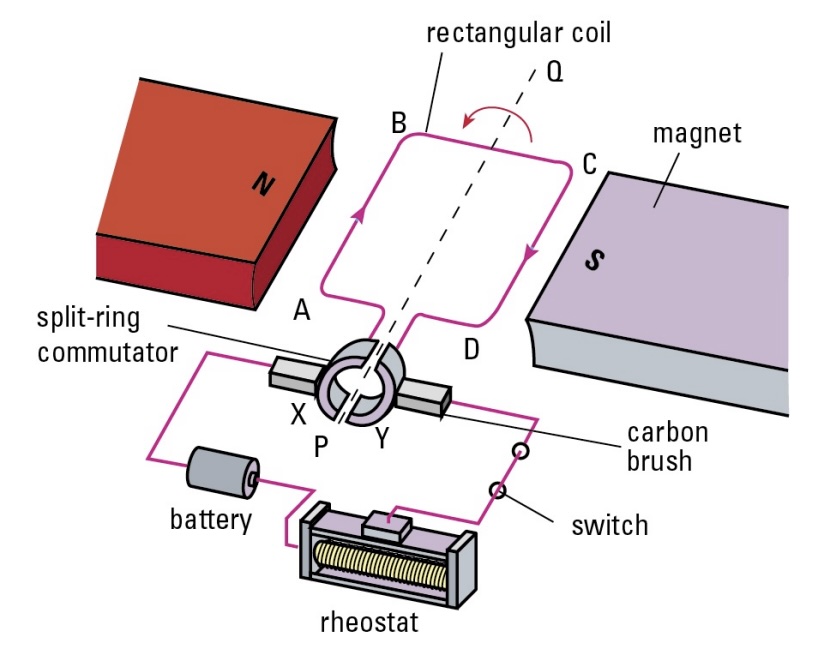 rectangular coil
Q
B
magnet
C
N
S
A
split-ring
commutator
D
X
Y
P
carbon
brush
battery
switch
rheostat